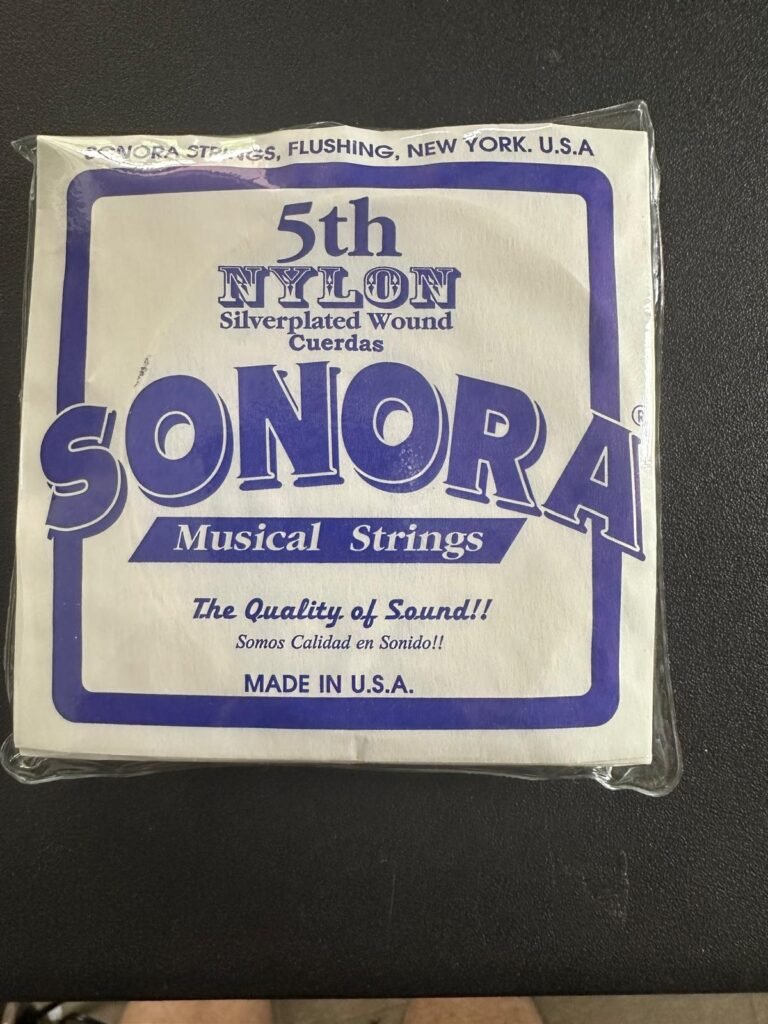 SONORA STRINGS, FLUSHING, NEW YORK. U.S.A
5th
NYLON
Silverplated Wound
Cuerdas
SONORA®
Musical Strings
The Quality of Sound!!
Somos Calidad en Sonido!!
MADE IN U.S.A.